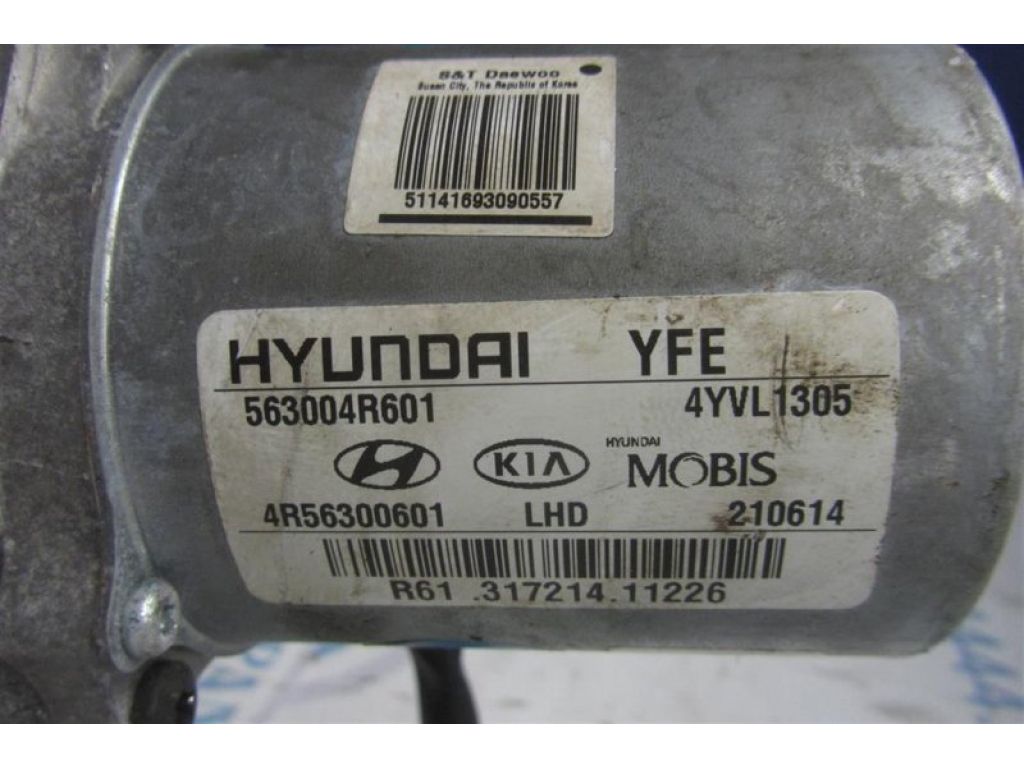 S&T Daewoo
Busan City, The Republic of Korea
51141693090557
HYUNDAI YFE
563004R601 4YVL1305
KIA HYUNDAI MOBIS
4R56300601 LHD 210614
R61 .317214.11226